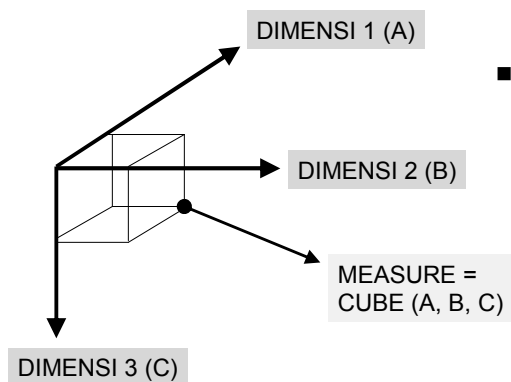 DIMENSI 1 (A)
DIMENSI 2 (B)
MEASURE =
CUBE (A, B, C)
DIMENSI 3 (C)